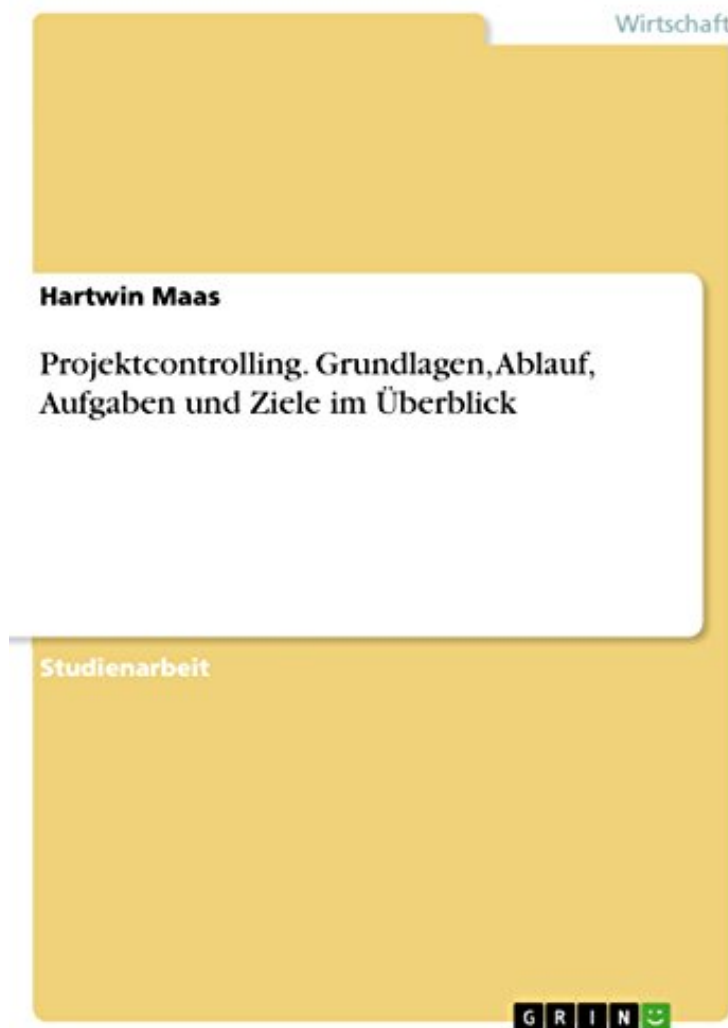 Wirtschaft
Hartwin Maas
Projektcontrolling. Grundlagen, Ablauf,
Aufgaben und Ziele im Überblick
Studienarbeit
GRIN